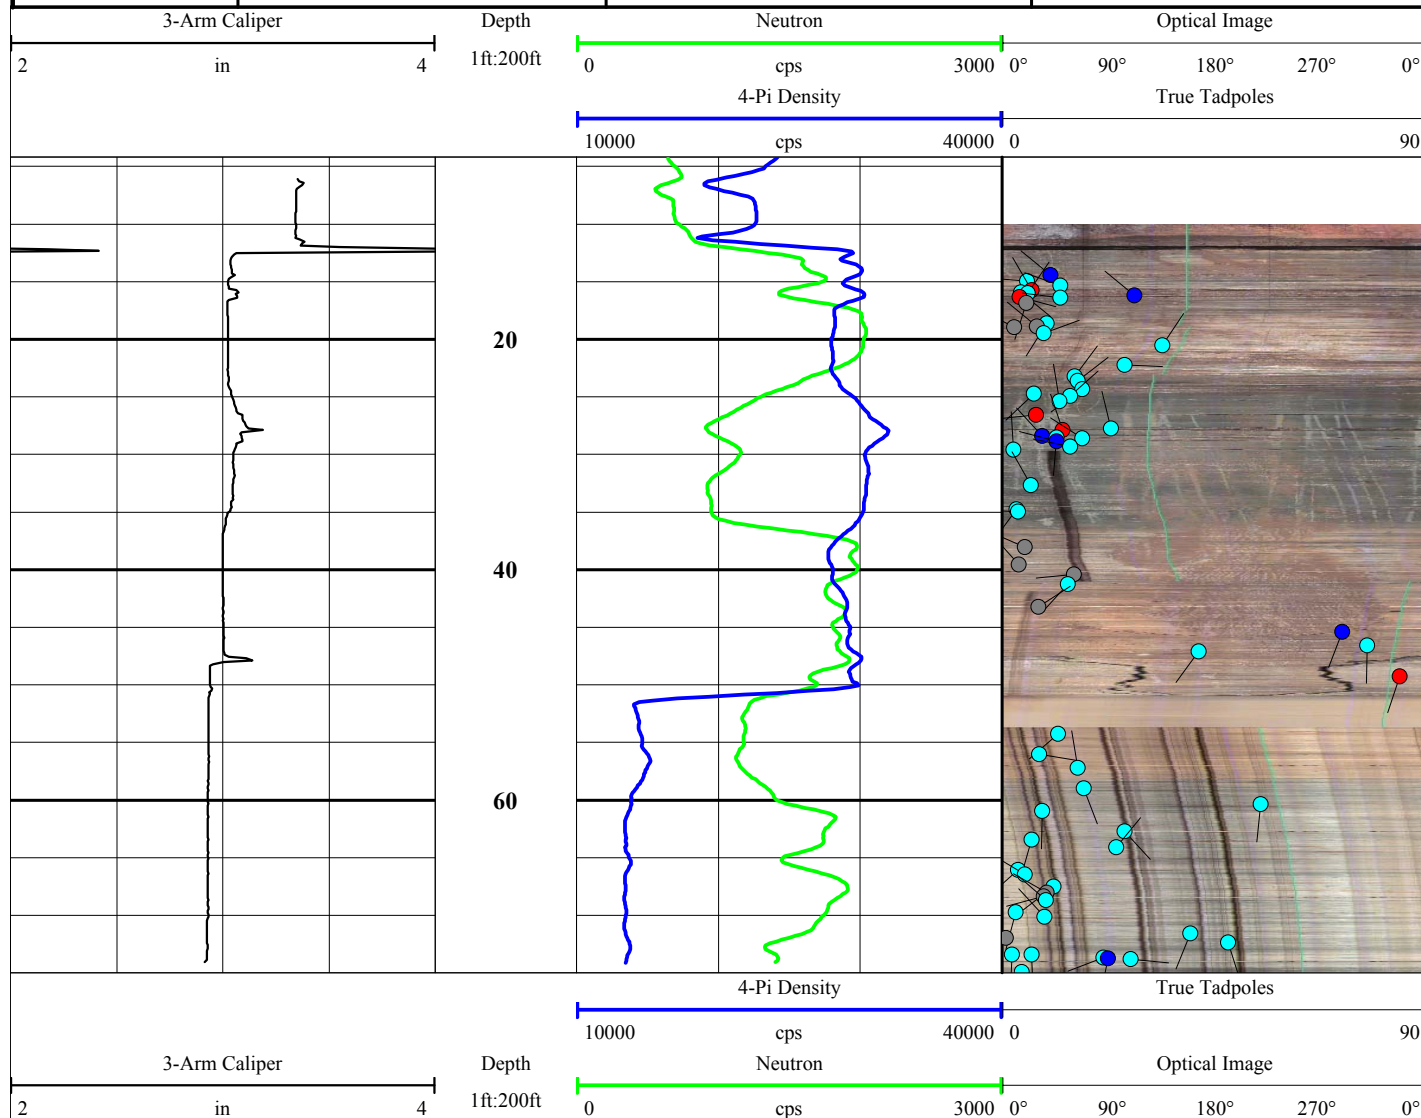 3-Arm Caliper Depth Neutron Optical Image
2 in 4 1ft:200ft 0 cps 3000 0° 90° 180° 270° 0°
4-Pi Density True Tadpoles
10000 cps 40000 0 90
20
40
60
4-Pi Density True Tadpoles
10000 cps 40000 0 90
3-Arm Caliper Depth Neutron Optical Image
2 in 4 1ft:200ft 0 cps 3000 0° 90° 180° 270° 0°